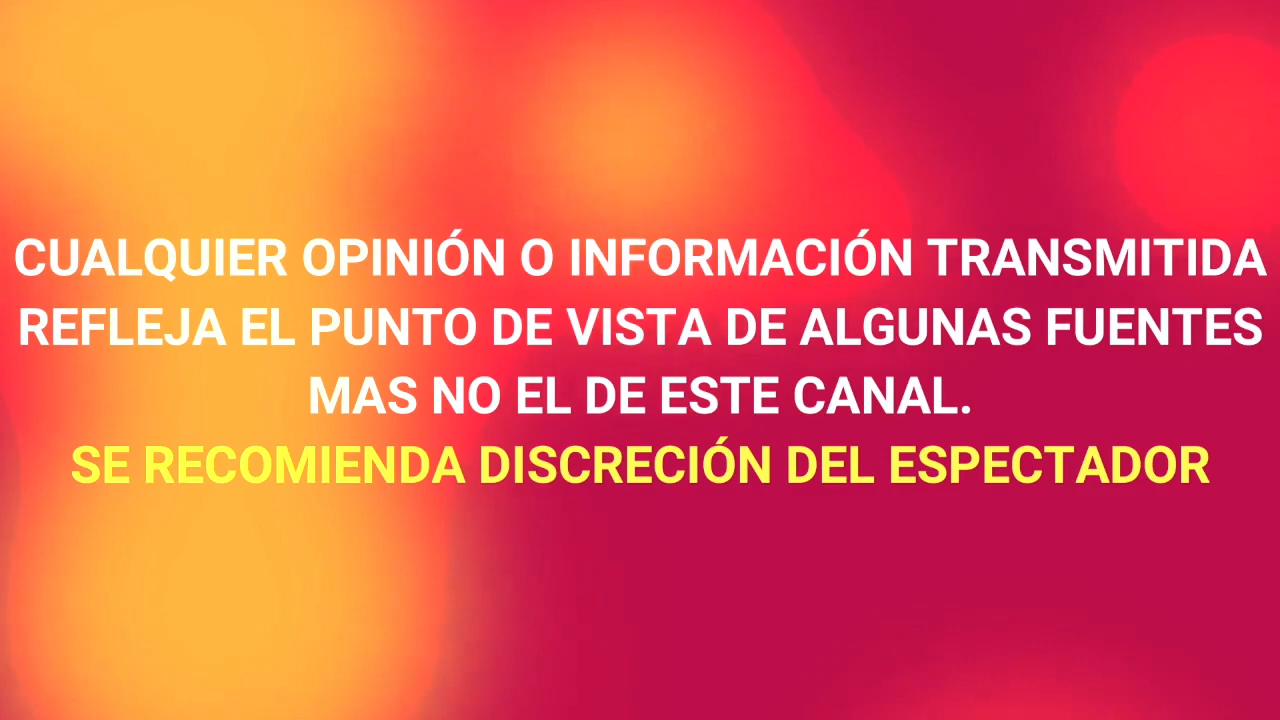 CUALQUIER OPINIÓN O INFORMACIÓN TRANSMITIDA
REFLEJA EL PUNTO DE VISTA DE ALGUNAS FUENTES
MAS NO EL DE ESTE CANAL.
SE RECOMIENDA DISCRECIÓN DEL ESPECTADOR